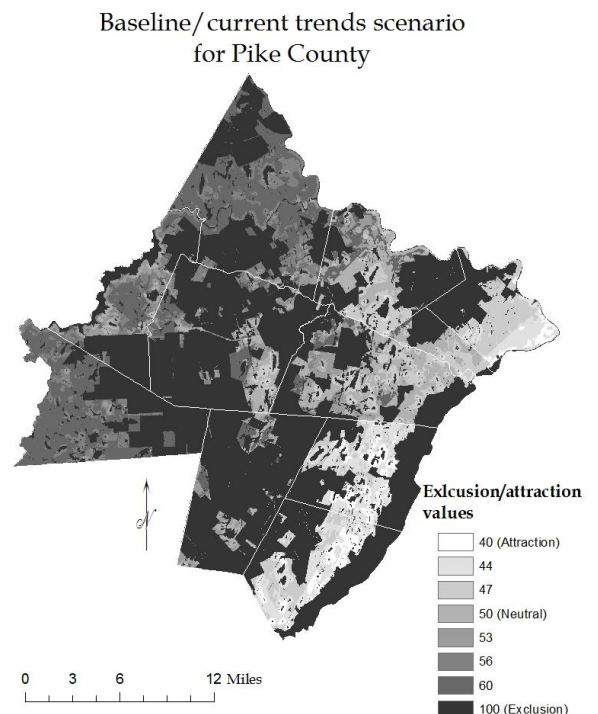 Baseline/current trends scenario
for Pike County
N
Exlcusion/attraction
values
40 (Attraction)
44
47
50 (Neutral)
53
56
60
100 (Exclusion)
0 3 6 12 Miles